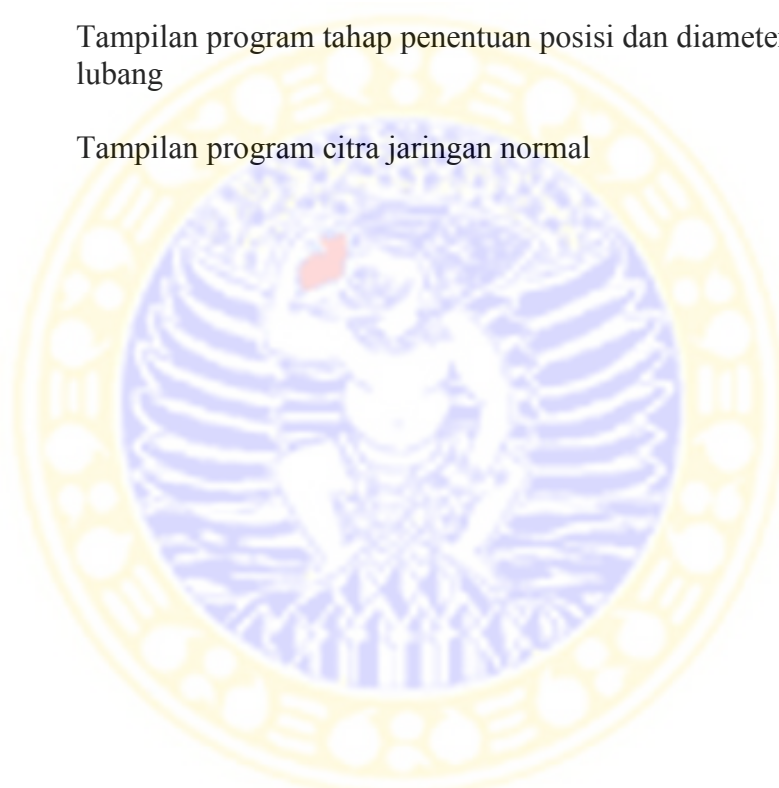 Tampilan program tahap penentuan posisi dan diameter
lubang
Tampilan program citra jaringan normal